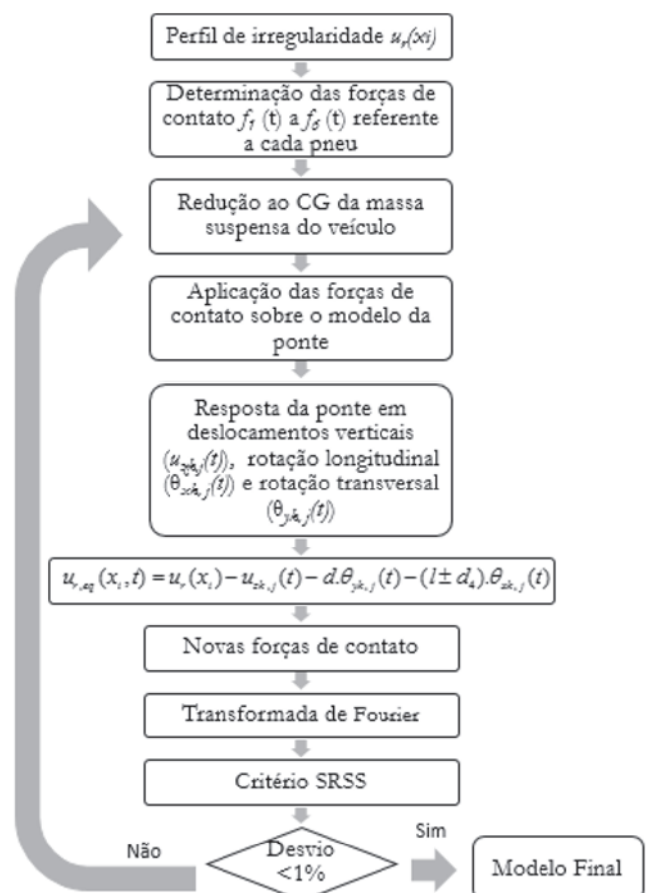 Perfil de irregularidade u_r(xi)
Determinação das forças de
contato f_1 (t) a f_6 (t) referente
a cada pneu
Redução ao CG da massa
suspensa do veículo
Aplicação das forças de
contato sobre o modelo da
ponte
Resposta da ponte em
deslocamentos verticais
(t)), rotação longitudinal
(t)) e rotação transversal
(θ_yk,j(t))
u_r,eq(x_i,t) = u_r(x_i) − u_zk,j(t) − d.θ_yk,j(t) − (l ± d_4).θ_xk,j(t)
Novas forças de contato
Transformada de Fourier
Critério SRSS
Desvio
<1%
Não
Sim
Modelo Final